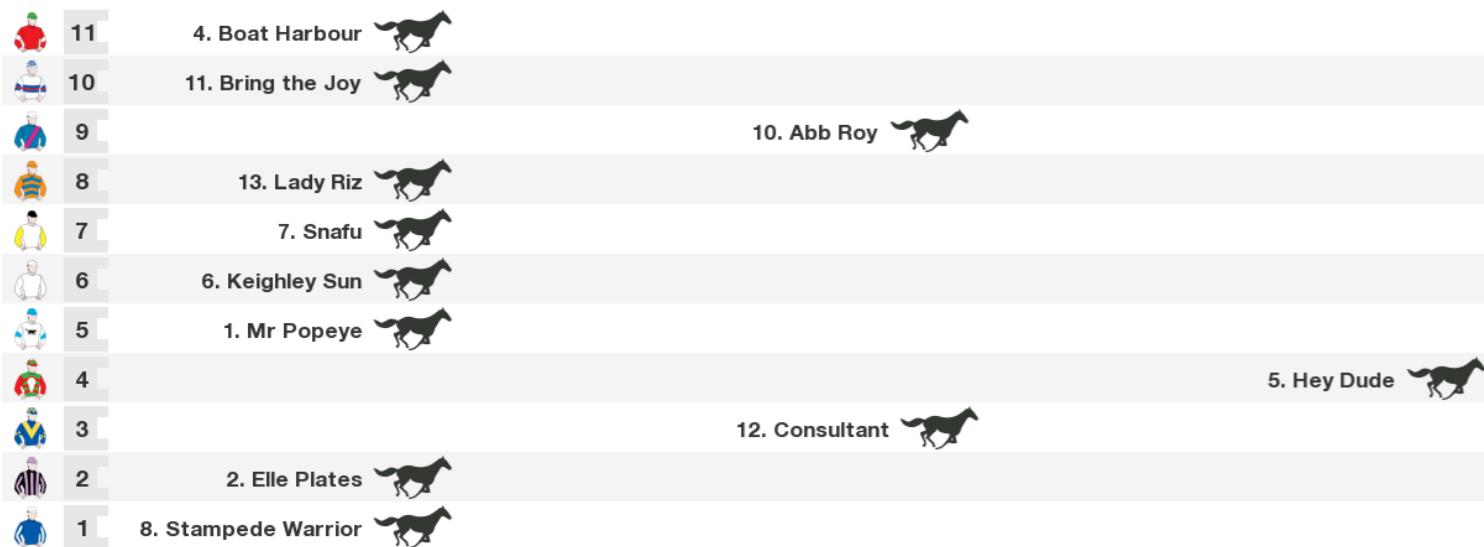 11 4. Boat Harbour
10 11. Bring the Joy
9 10. Abb Roy
8 13. Lady Riz
7 7. Snafu
6 6. Keighley Sun
5 1. Mr Popeye
4 5. Hey Dude
3 12. Consultant
2 2. Elle Plates
1 8. Stampede Warrior